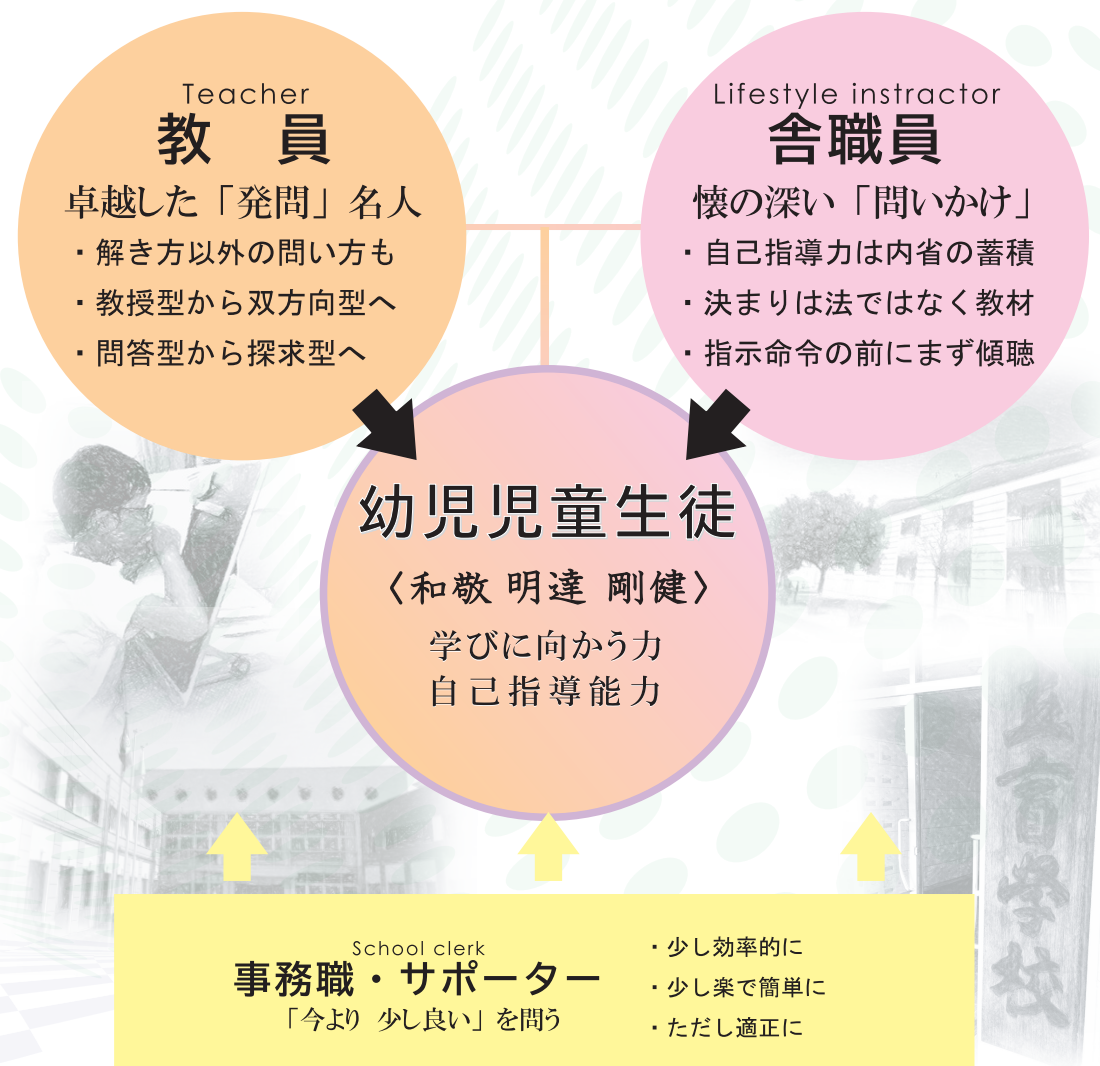 Teacher
教 員
卓越した「発問」名人
・解き方以外の問い方も
・教授型から双方向型へ
・問答型から探求型へ
Lifestyle instractor
舎職員
懐の深い「問いかけ」
・自己指導力は内省の蓄積
・決まりは法ではなく教材
・指示命令の前にまず傾聴
幼児児童生徒
〈和敬 明達 剛健〉
学びに向かう力
自己指導能力
School clerk
事務職・サポーター
「今より 少し良い」を問う
・少し効率的に
・少し楽で簡単に
・ただし適正に
立盲学校